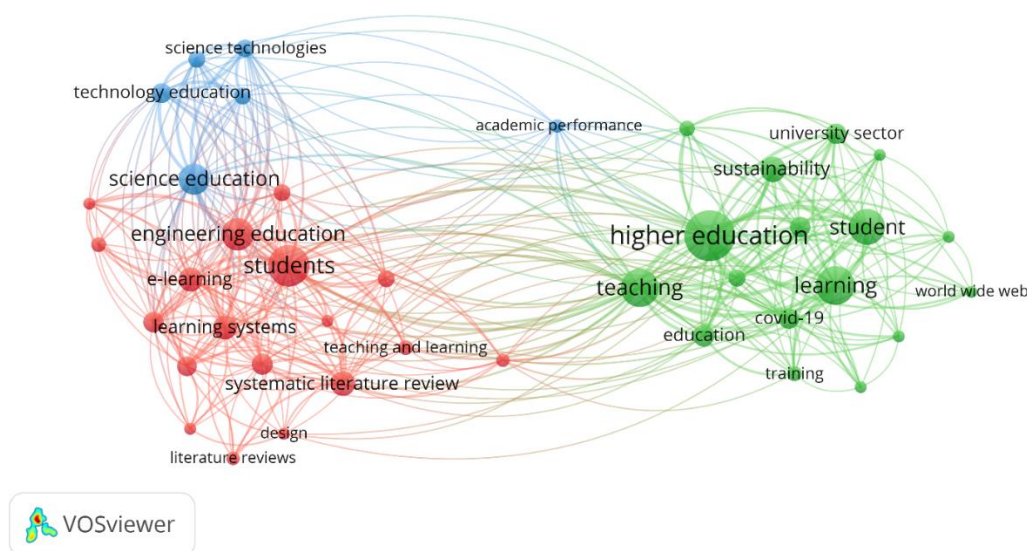 science technologies
technology education
academic performance
university sector
science education
sustainability
engineering education
higher education
student
students
e-learning
teaching
learning
world wide web
learning systems
covid-19
education
teaching and learning
training
systematic literature review
design
literature reviews
VOSviewer